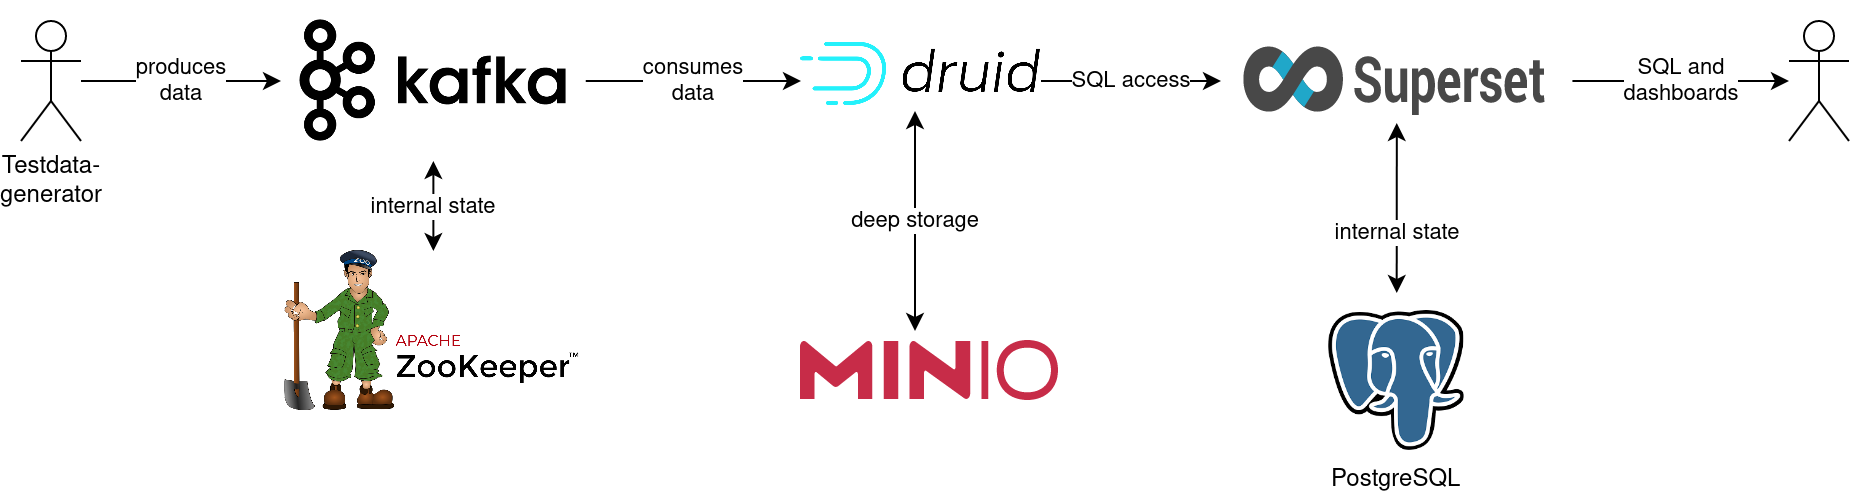 produces
data
kafka
consumes
data
druid
SQL access
Superset
SQL and
dashboards
Testdata-
generator
internal state
deep storage
internal state
ZOO
APACHE
ZooKeeper™
MINIO
PostgreSQL